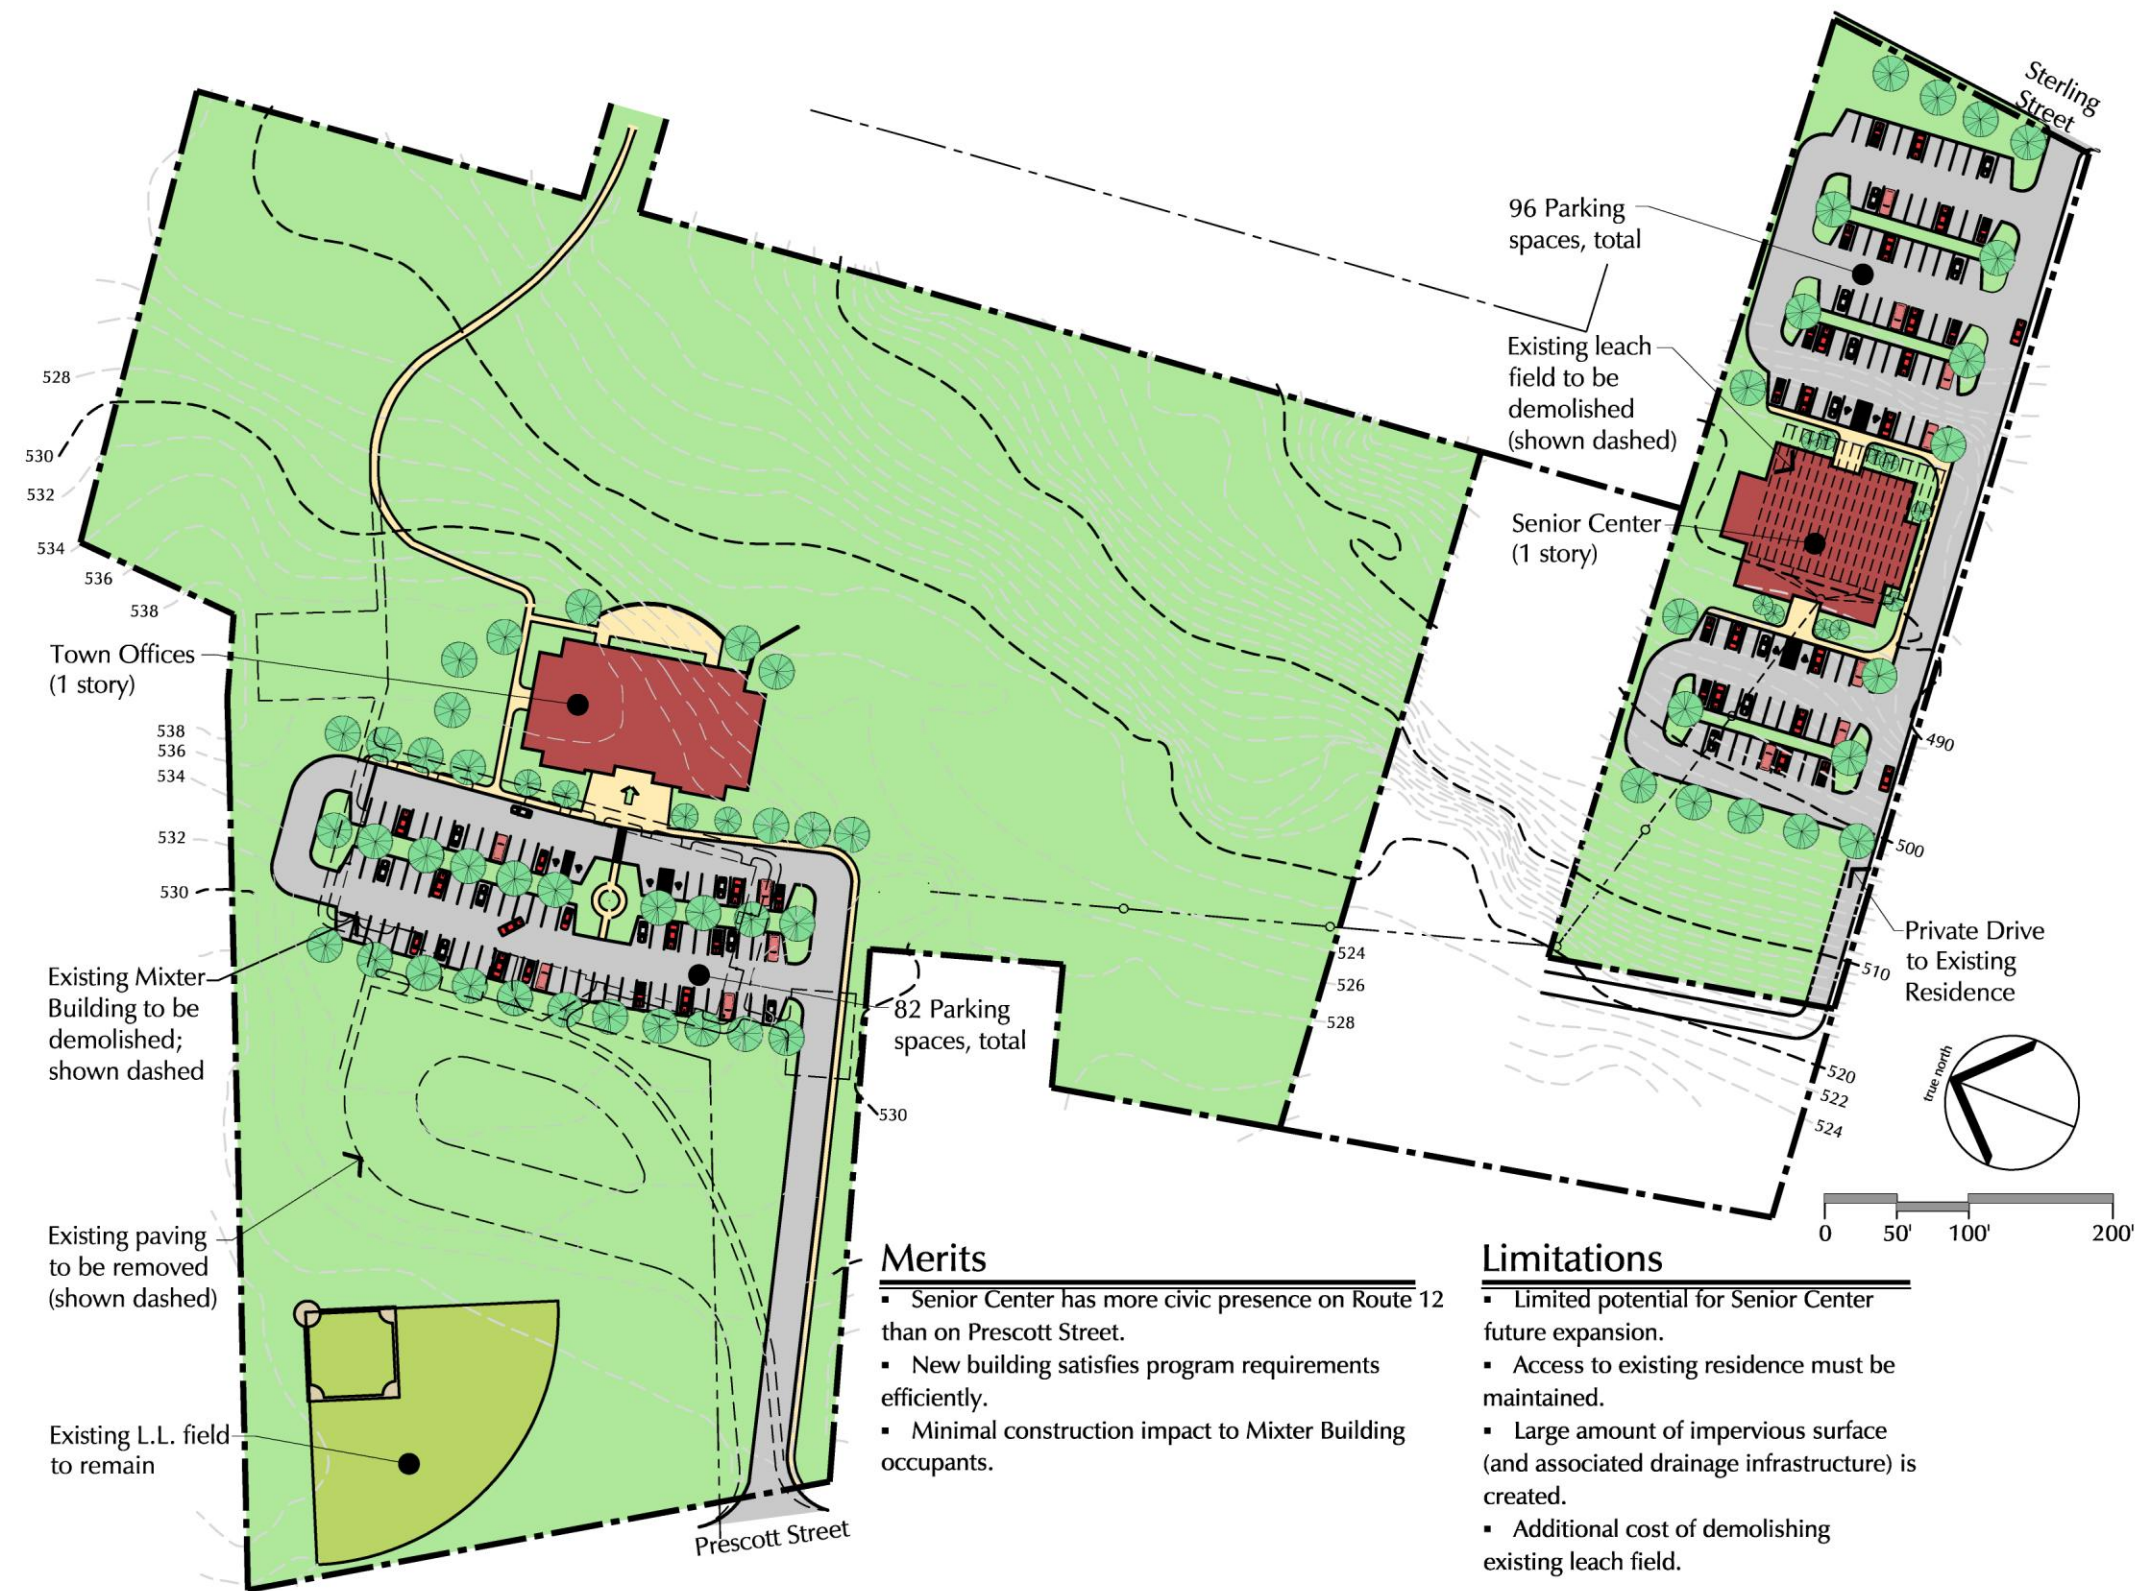 Sterling
Street
96 Parking
spaces, total
Existing leach
field to be
demolished
(shown dashed)
Senior Center
(1 story)
528
530
532
534
536
538
Town Offices
(1 story)
538
536
534
532
530
Existing Mixter
Building to be
demolished;
shown dashed
82 Parking
spaces, total
530
524
526
528
490
500
510
Private Drive
to Existing
Residence
520
522
524
true north
0 50' 100' 200'
Existing paving
to be removed
(shown dashed)
Existing L.L. field
to remain
Prescott Street
Merits
▪ Senior Center has more civic presence on Route 12
than on Prescott Street.
▪ New building satisfies program requirements
efficiently.
▪ Minimal construction impact to Mixter Building
occupants.
Limitations
▪ Limited potential for Senior Center
future expansion.
▪ Access to existing residence must be
maintained.
▪ Large amount of impervious surface
(and associated drainage infrastructure) is
created.
▪ Additional cost of demolishing
existing leach field.